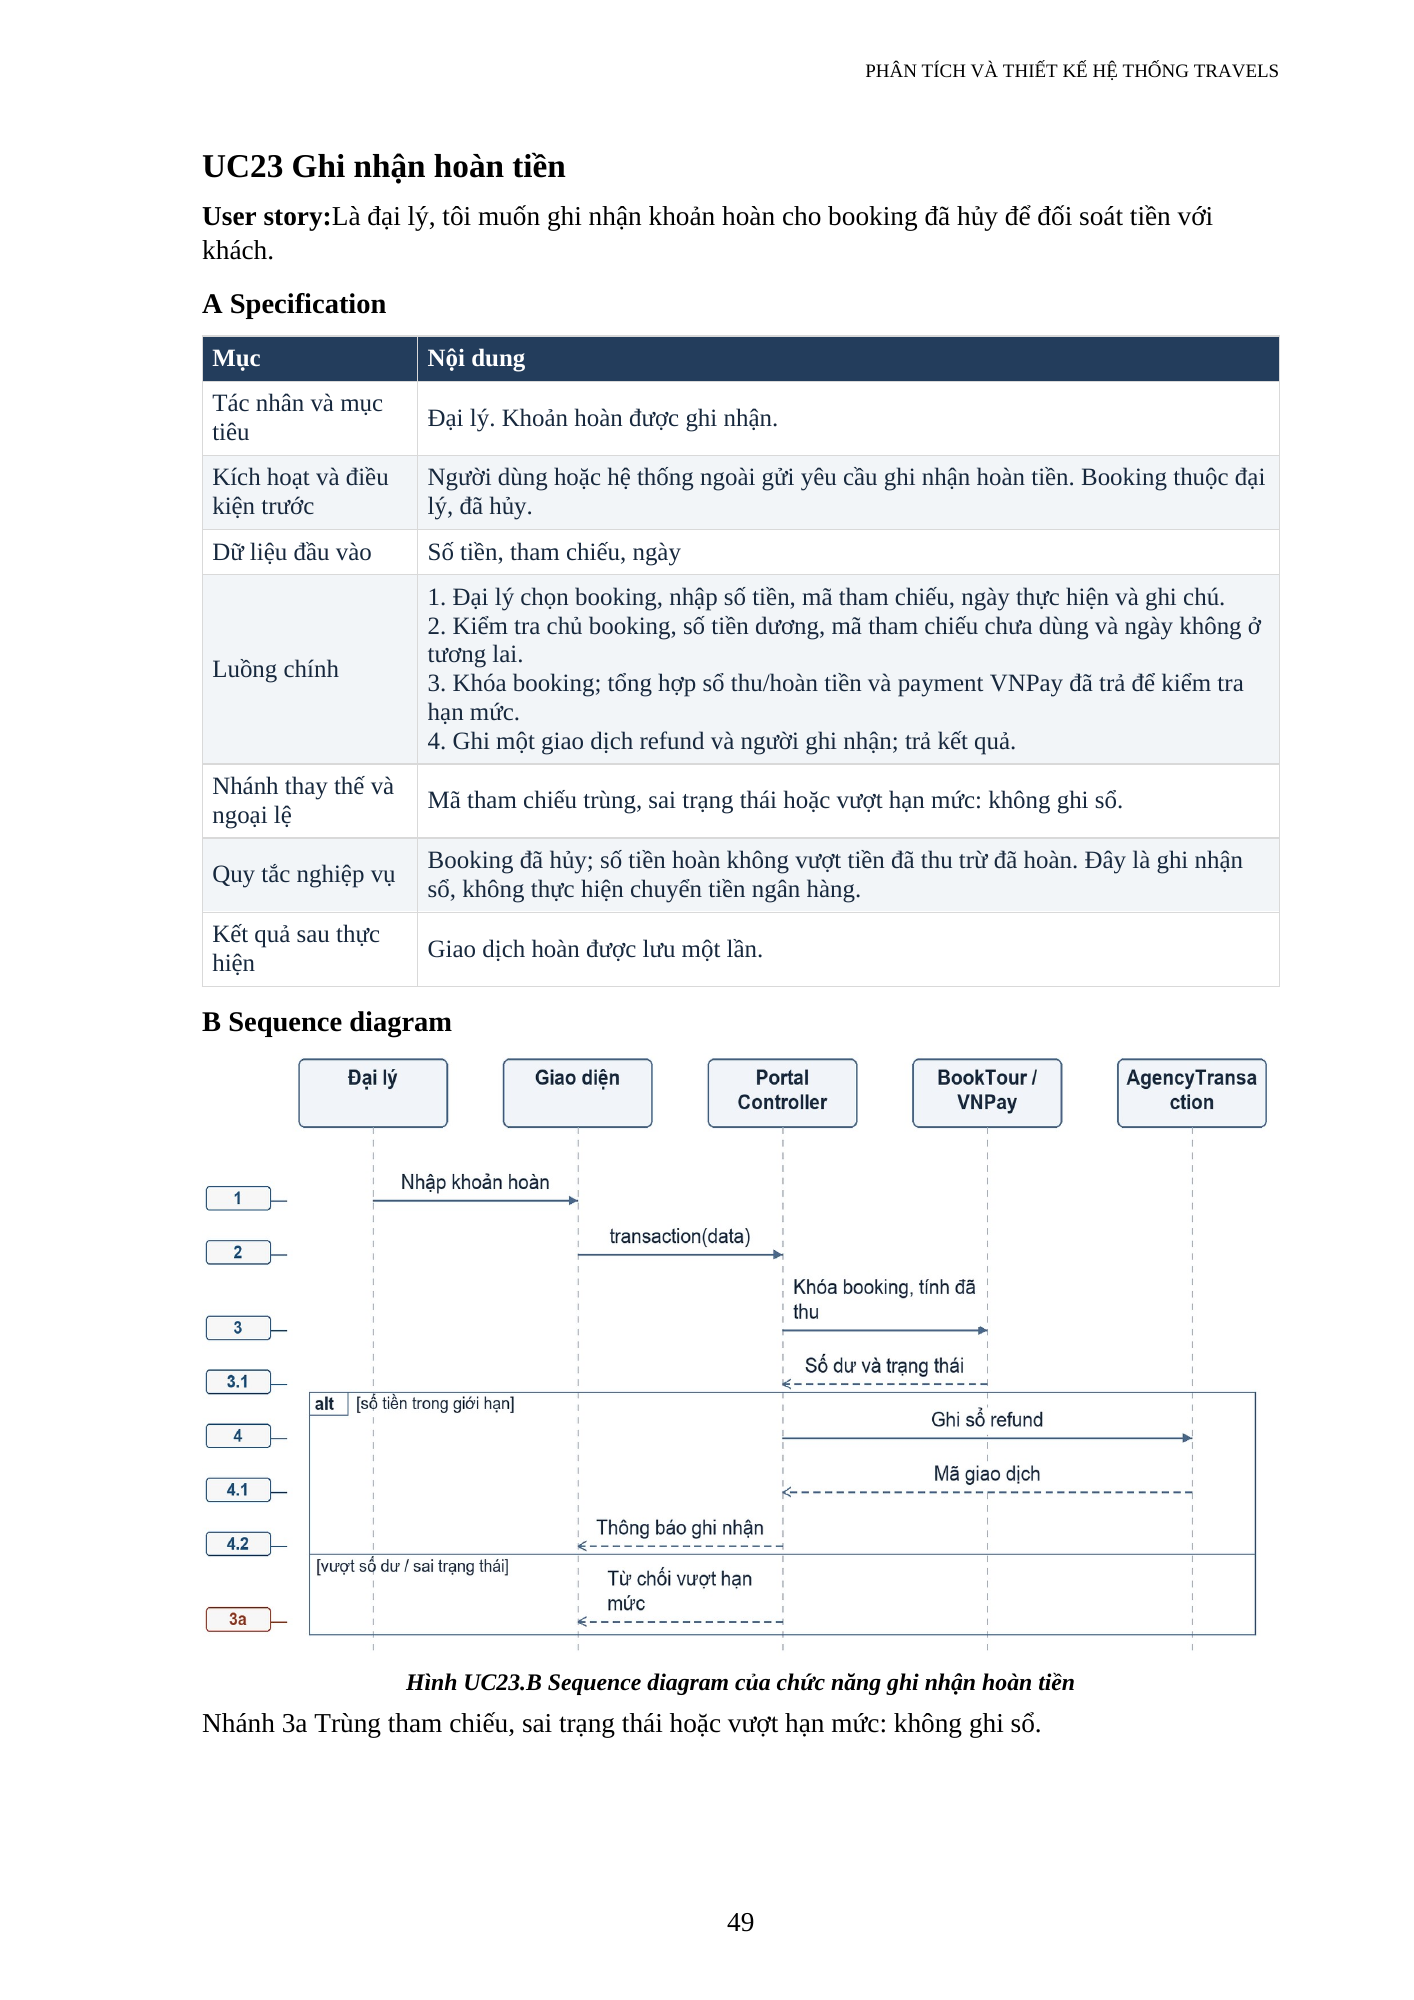 PHÂN TÍCH VÀ THIẾT KẾ HỆ THỐNG TRAVELS
UC23 Ghi nhận hoàn tiền
User story:Là đại lý, tôi muốn ghi nhận khoản hoàn cho booking đã hủy để đối soát tiền với
khách.
A Specification
Mục
Nội dung
Tác nhân và mục
tiêu
Đại lý. Khoản hoàn được ghi nhận.
Kích hoạt và điều
kiện trước
Người dùng hoặc hệ thống ngoài gửi yêu cầu ghi nhận hoàn tiền. Booking thuộc đại
lý, đã hủy.
Dữ liệu đầu vào
Số tiền, tham chiếu, ngày
Luồng chính
1. Đại lý chọn booking, nhập số tiền, mã tham chiếu, ngày thực hiện và ghi chú.
2. Kiểm tra chủ booking, số tiền dương, mã tham chiếu chưa dùng và ngày không ở
tương lai.
3. Khóa booking; tổng hợp sổ thu/hoàn tiền và payment VNPay đã trả để kiểm tra
hạn mức.
4. Ghi một giao dịch refund và người ghi nhận; trả kết quả.
Nhánh thay thế và
ngoại lệ
Mã tham chiếu trùng, sai trạng thái hoặc vượt hạn mức: không ghi sổ.
Quy tắc nghiệp vụ
Booking đã hủy; số tiền hoàn không vượt tiền đã thu trừ đã hoàn. Đây là ghi nhận
sổ, không thực hiện chuyển tiền ngân hàng.
Kết quả sau thực
hiện
Giao dịch hoàn được lưu một lần.
B Sequence diagram
Đại lý
Giao diện
Portal
Controller
BookTour /
VNPay
AgencyTransa
ction
1
Nhập khoản hoàn
2
transaction(data)
3
Khóa booking, tính đã
thu
3.1
Số dư và trạng thái
alt
[số tiền trong giới hạn]
4
Ghi sổ refund
4.1
Mã giao dịch
4.2
Thông báo ghi nhận
[vượt số dư / sai trạng thái]
3a
Từ chối vượt hạn
mức
Hình UC23.B Sequence diagram của chức năng ghi nhận hoàn tiền
Nhánh 3a Trùng tham chiếu, sai trạng thái hoặc vượt hạn mức: không ghi sổ.
49